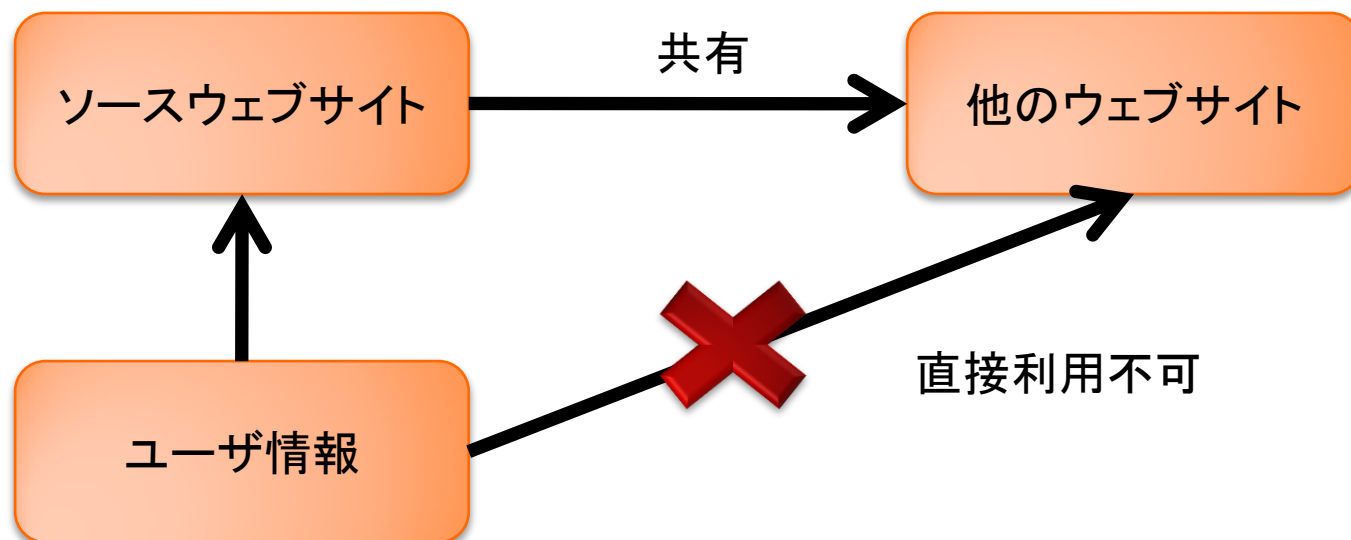 共有
ソースウェブサイト
他のウェブサイト
直接利用不可
ユーザ情報